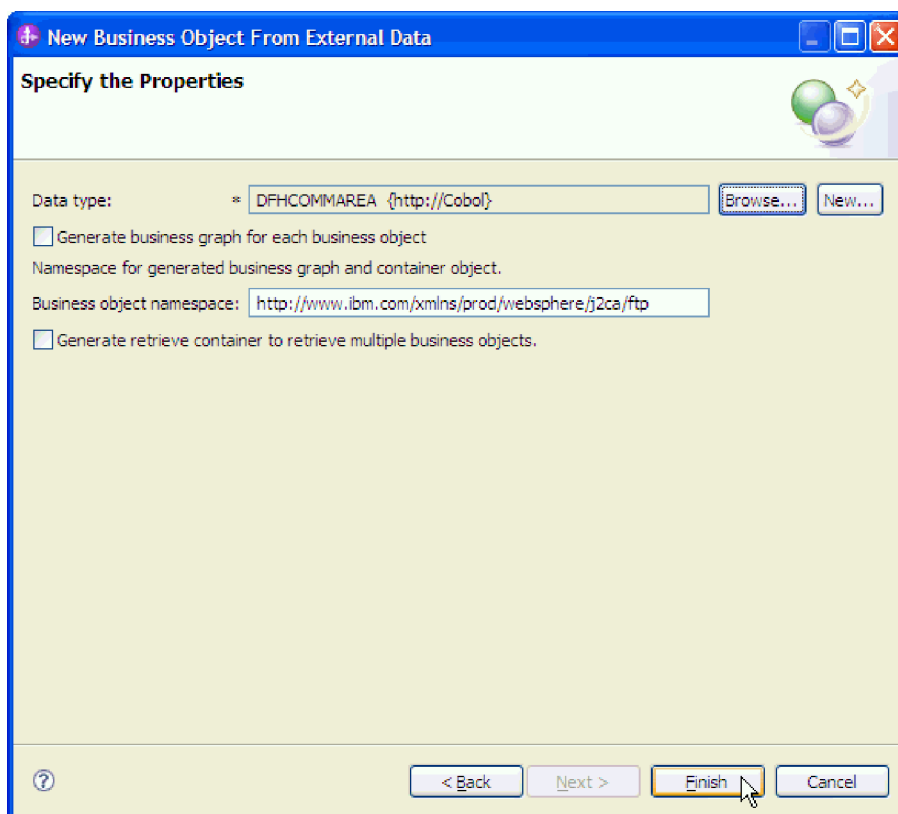 New Business Object From External Data
Specify the Properties
Data type: * DFHCOMMAREA {http://Cobol} Browse... New...
Generate business graph for each business object
Namespace for generated business graph and container object.
Business object namespace: http://www.ibm.com/xmlns/prod/websphere/j2ca/ftp
Generate retrieve container to retrieve multiple business objects.
? < Back Next > Finish Cancel